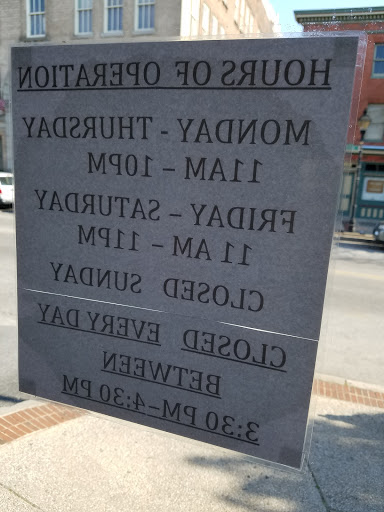 HOURS OF OPERATION
MONDAY - THURSDAY
11AM – 10PM
FRIDAY – SATURDAY
11 AM – 11PM
CLOSED SUNDAY
CLOSED EVERY DAY
BETWEEN
3:30 PM–4:30 PM